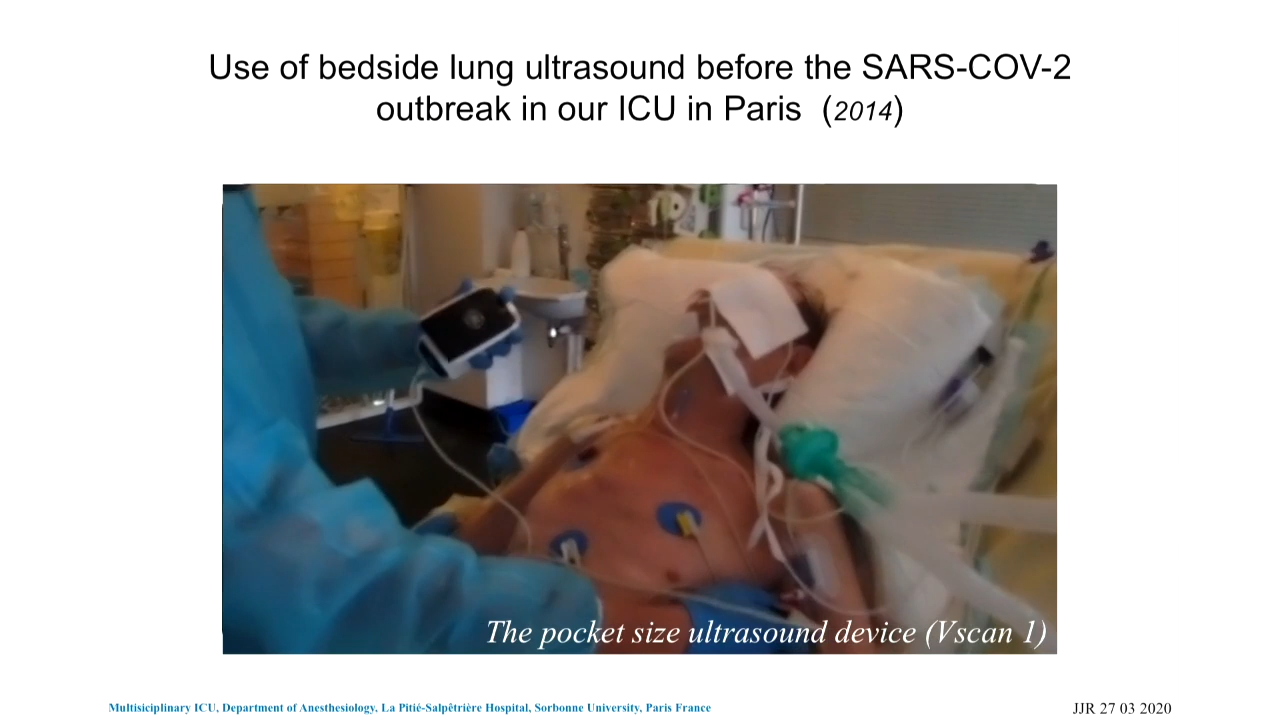 Use of bedside lung ultrasound before the SARS-COV-2
outbreak in our ICU in Paris (2014)
The pocket size ultrasound device (Vscan 1)
Multisiciplinary ICU, Department of Anesthesiology. La Pitié-Salpêtrière Hospital, Sorbonne University. Paris France
JJR 27 03 2020